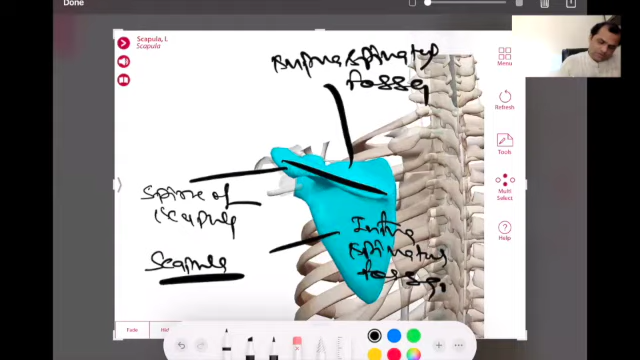 Done
Scapula, L
Scapula
Menu
Refresh
Tools
Multi
Select
Help
Supraspinatus
fossa
Spine of
scapula
Scapula
Infra
spinatus
fossa
Fade